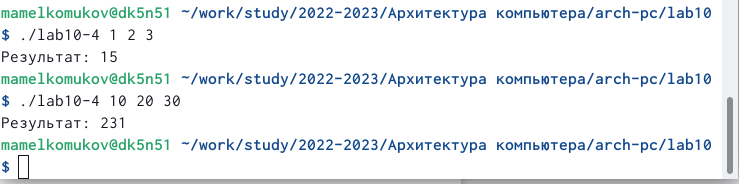 mamelkomukov@dk5n51 ~/work/study/2022-2023/Архитектура компьютера/arch-pc/lab10
$ ./lab10-4 1 2 3
Результат: 15
mamelkomukov@dk5n51 ~/work/study/2022-2023/Архитектура компьютера/arch-pc/lab10
$ ./lab10-4 10 20 30
Результат: 231
mamelkomukov@dk5n51 ~/work/study/2022-2023/Архитектура компьютера/arch-pc/lab10
$